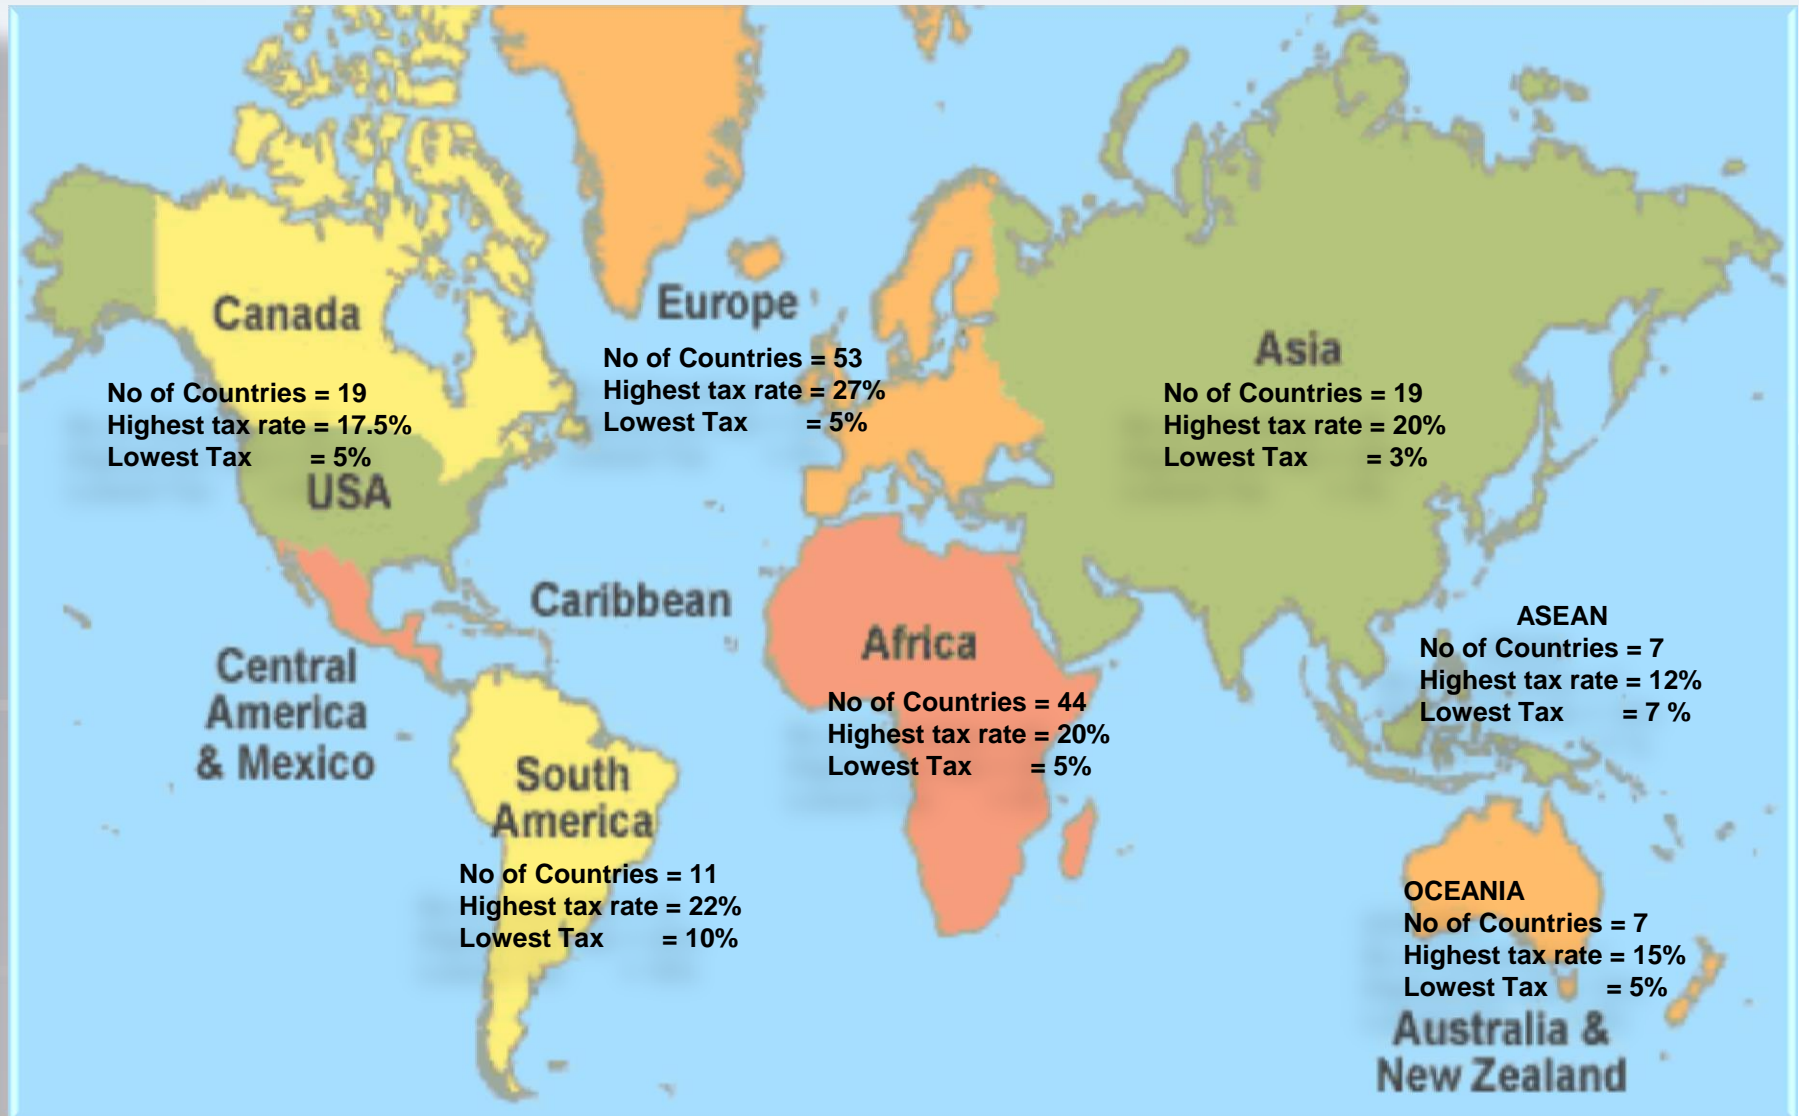 Canada
No of Countries = 19
Highest tax rate = 17.5%
Lowest Tax = 5%
USA
Europe
No of Countries = 53
Highest tax rate = 27%
Lowest Tax = 5%
Asia
No of Countries = 19
Highest tax rate = 20%
Lowest Tax = 3%
Caribbean
Central
America
& Mexico
Africa
No of Countries = 44
Highest tax rate = 20%
Lowest Tax = 5%
ASEAN
No of Countries = 7
Highest tax rate = 12%
Lowest Tax = 7 %
South
America
No of Countries = 11
Highest tax rate = 22%
Lowest Tax = 10%
OCEANIA
No of Countries = 7
Highest tax rate = 15%
Lowest Tax = 5%
Australia &
New Zealand